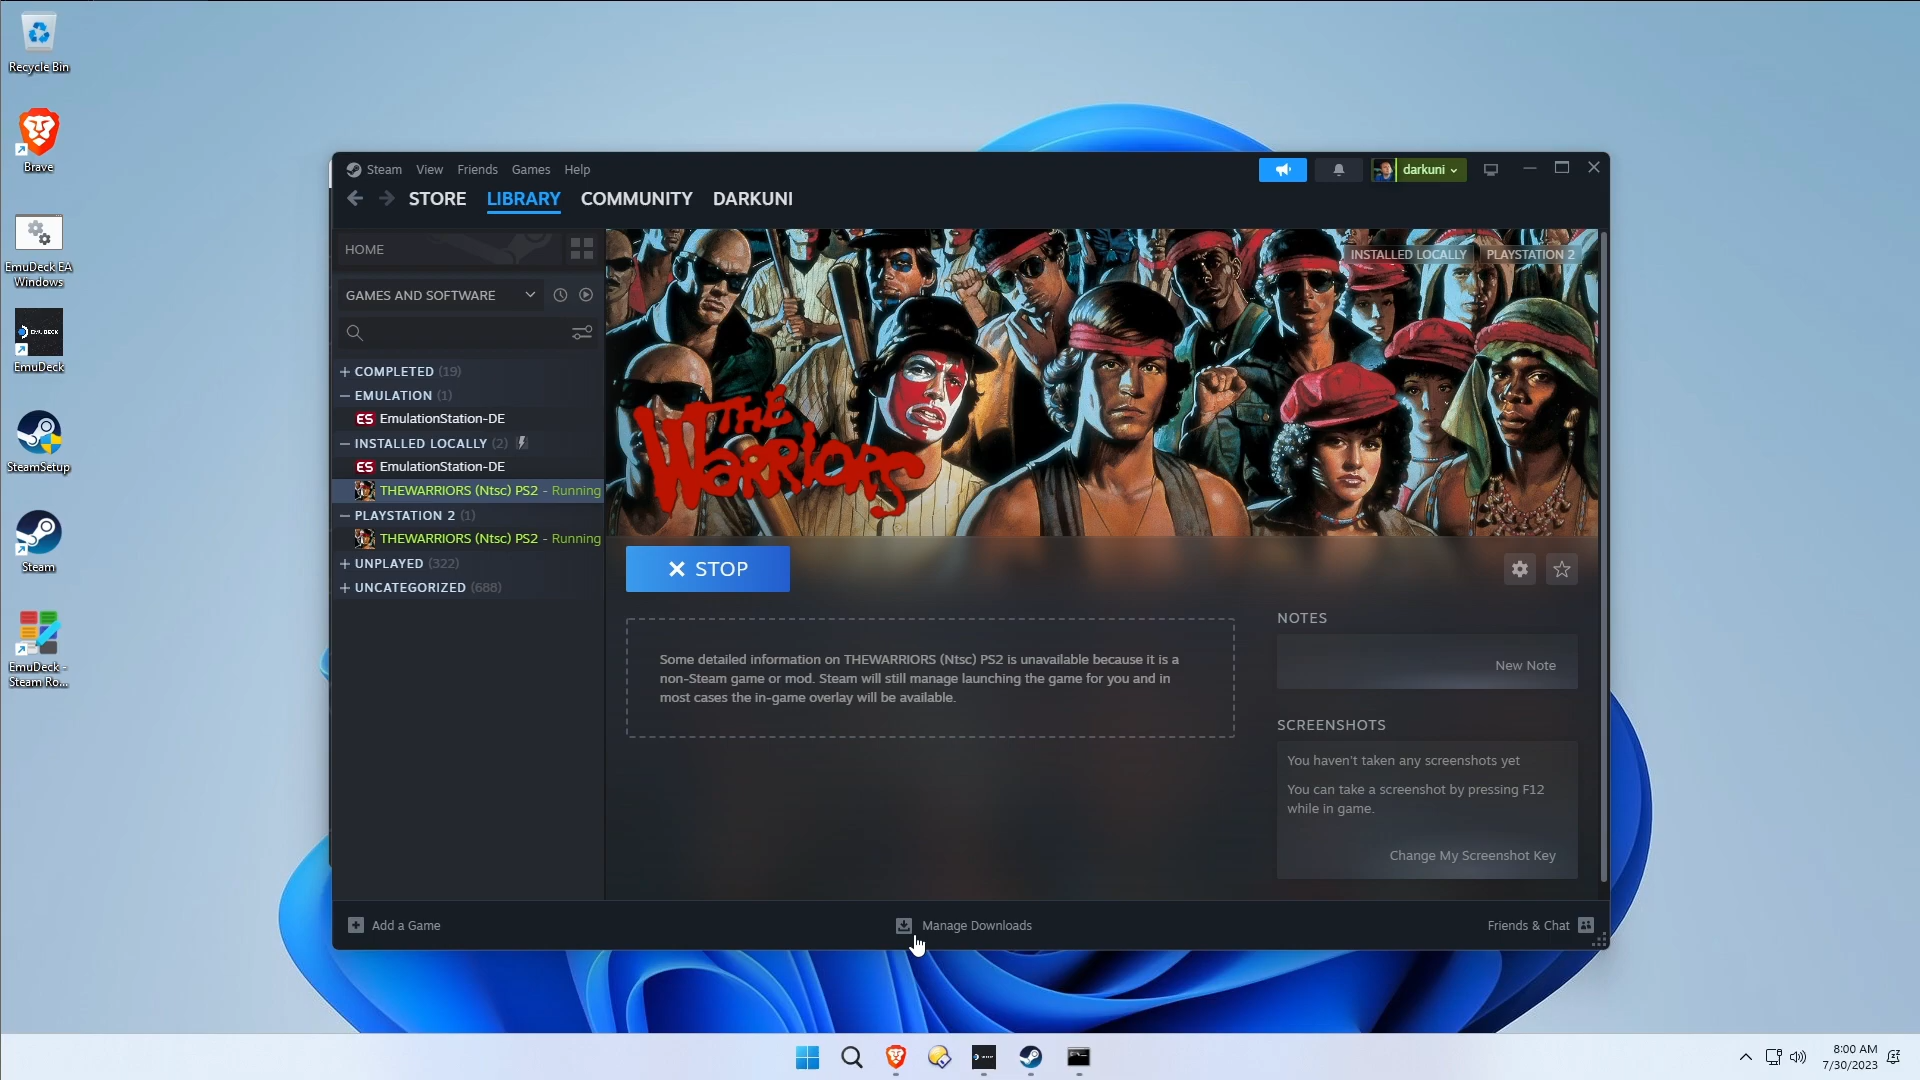 Recycle Bin
Brave
EmuDeck EA
Windows
EMUDECK
EmuDeck
SteamSetup
Steam
EmuDeck -
Steam Ro...
Steam View Friends Games Help
darkuni
STORE LIBRARY COMMUNITY DARKUNI
HOME
GAMES AND SOFTWARE
+ COMPLETED (19)
— EMULATION (1)
ES EmulationStation-DE
— INSTALLED LOCALLY (2)
ES EmulationStation-DE
THEWARRIORS (Ntsc) PS2 - Running
— PLAYSTATION 2 (1)
THEWARRIORS (Ntsc) PS2 - Running
+ UNPLAYED (322)
+ UNCATEGORIZED (688)
INSTALLED LOCALLY PLAYSTATION 2
THE
WARRIORS
STOP
Some detailed information on THEWARRIORS (Ntsc) PS2 is unavailable because it is a
non-Steam game or mod. Steam will still manage launching the game for you and in
most cases the in-game overlay will be available.
NOTES
New Note
SCREENSHOTS
You haven't taken any screenshots yet
You can take a screenshot by pressing F12
while in game.
Change My Screenshot Key
Add a Game
Manage Downloads
Friends & Chat
8:00 AM
7/30/2023